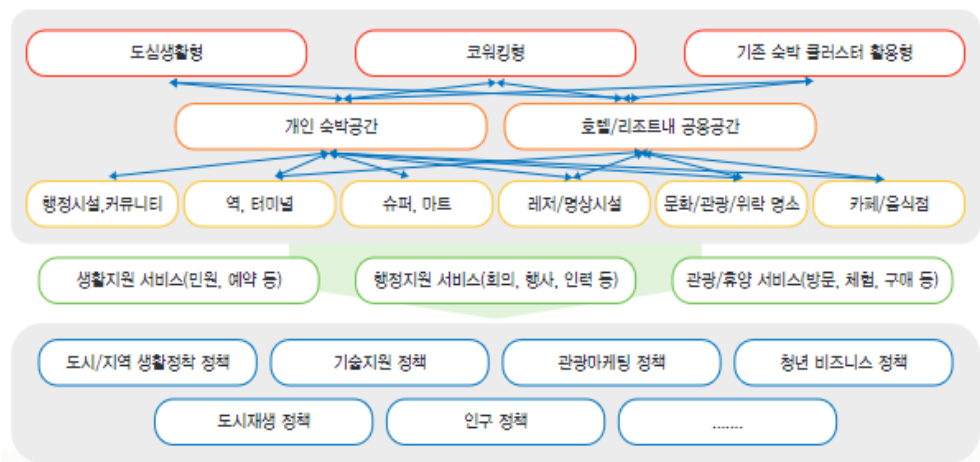 도심생활형
코워킹형
기존 숙박 클러스터 활용형
개인 숙박공간
호텔/리조트내 공용공간
행정시설,커뮤니티
역, 터미널
슈퍼, 마트
레저/명상시설
문화/관광/위락 명소
카페/음식점
생활지원 서비스(민원, 예약 등)
행정지원 서비스(회의, 행사, 인력 등)
관광/휴양 서비스(방문, 체험, 구매 등)
도시/지역 생활정착 정책
기술지원 정책
관광마케팅 정책
청년 비즈니스 정책
도시재생 정책
인구 정책
.......